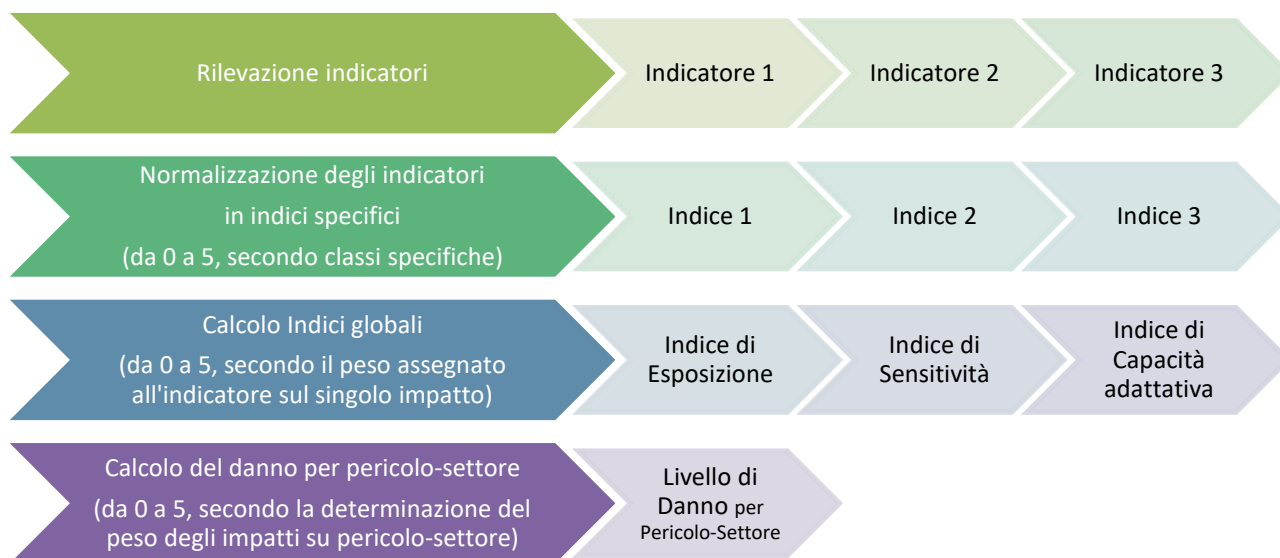 Rilevazione indicatori
Indicatore 1
Indicatore 2
Indicatore 3
Normalizzazione degli indicatori
in indici specifici
(da 0 a 5, secondo classi specifiche)
Indice 1
Indice 2
Indice 3
Calcolo Indici globali
(da 0 a 5, secondo il peso assegnato
all'indicatore sul singolo impatto)
Indice di
Esposizione
Indice di
Sensitività
Indice di
Capacità
adattativa
Calcolo del danno per pericolo-settore
(da 0 a 5, secondo la determinazione del
peso degli impatti su pericolo-settore)
Livello di
Danno per
Pericolo-Settore